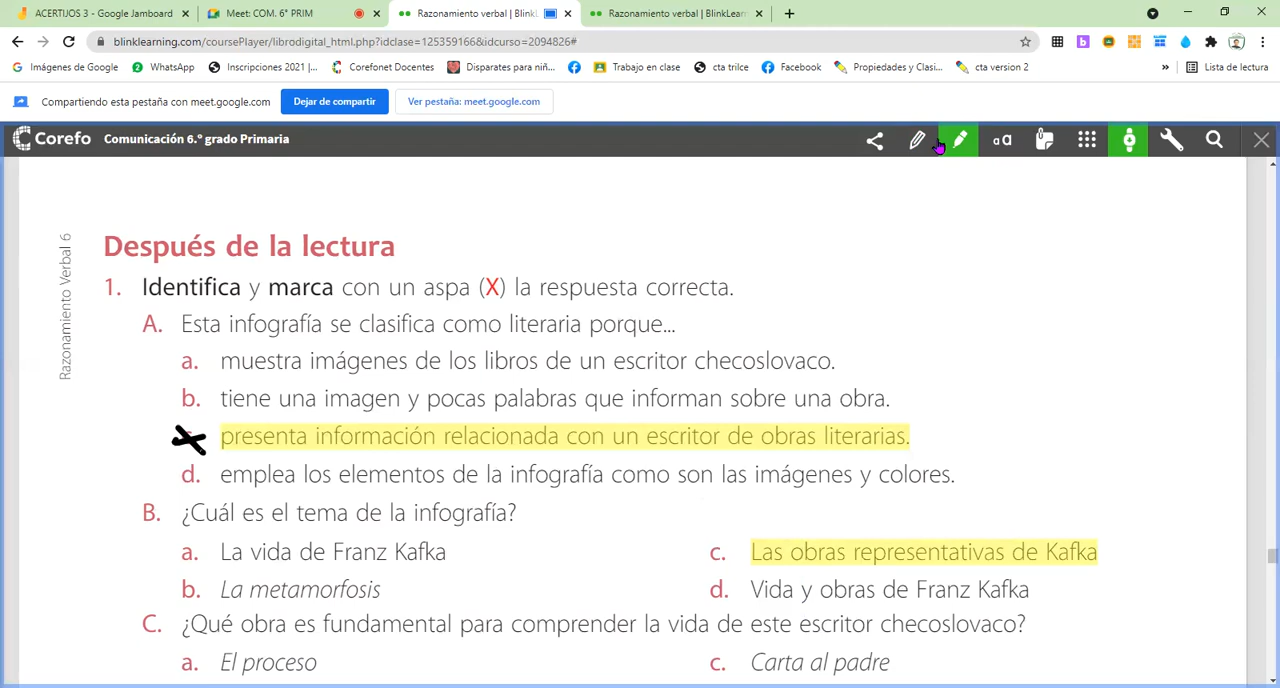 ACERTIJOS 3 - Google Jamboard
Meet: COM. 6° PRIM
Razonamiento verbal | Blink
Razonamiento verbal | BlinkLearn
blinklearning.com/coursePlayer/librodigital_html.php?idclase=125359166&idcurso=2094826#
Imágenes de Google
WhatsApp
Inscripciones 2021 |...
Corefonet Docentes
Disparates para niñ...
Trabajo en clase
cta trilce
Facebook
Propiedades y Clasi...
cta version 2
»
Lista de lectura
Compartiendo esta pestaña con meet.google.com
Dejar de compartir
Ver pestaña: meet.google.com
Corefo
Comunicación 6.º grado Primaria
aa
Razonamiento Verbal 6
Después de la lectura
1. Identifica y marca con un aspa (X) la respuesta correcta.
A. Esta infografía se clasifica como literaria porque...
a. muestra imágenes de los libros de un escritor checoslovaco.
b. tiene una imagen y pocas palabras que informan sobre una obra.
presenta información relacionada con un escritor de obras literarias.
d. emplea los elementos de la infografía como son las imágenes y colores.
B. ¿Cuál es el tema de la infografía?
a. La vida de Franz Kafka
c. Las obras representativas de Kafka
b. La metamorfosis
d. Vida y obras de Franz Kafka
C. ¿Qué obra es fundamental para comprender la vida de este escritor checoslovaco?
a. El proceso
c. Carta al padre